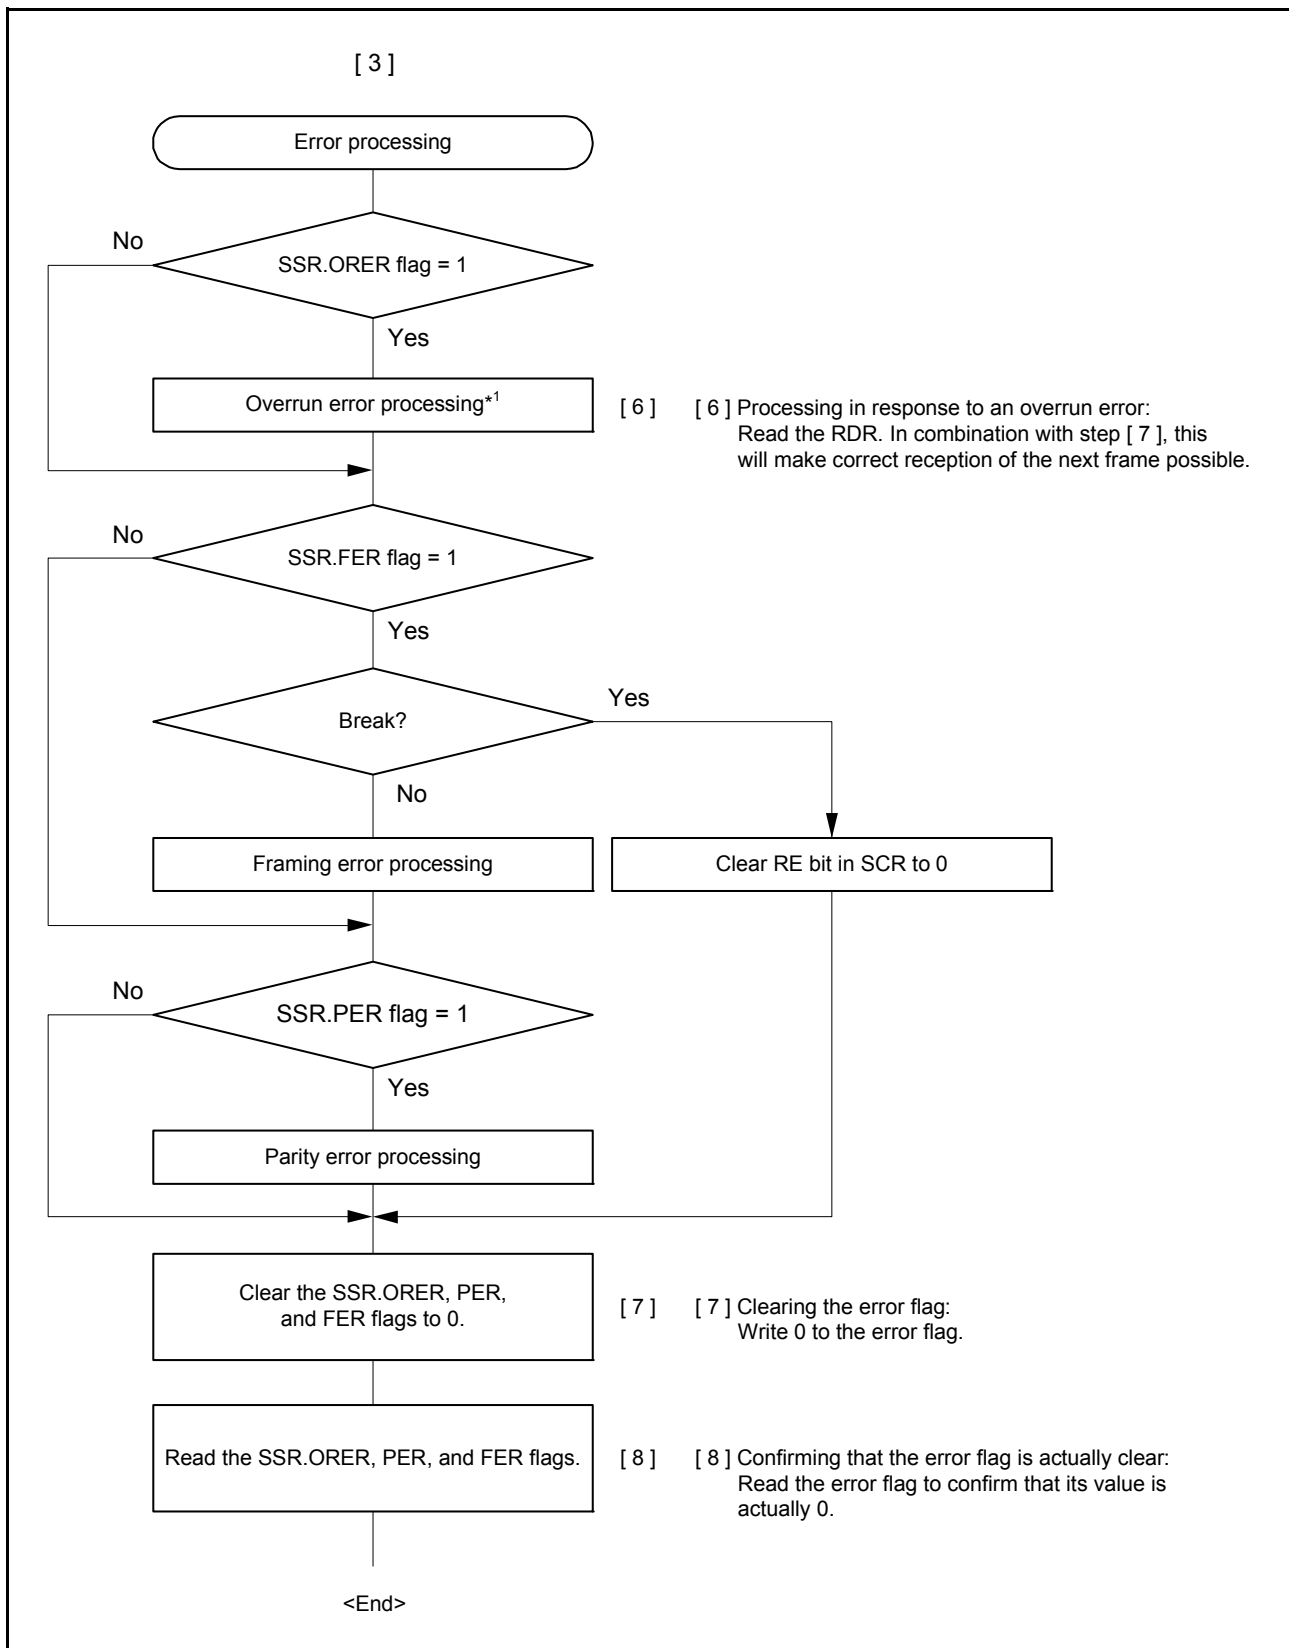 [ 3 ]
Error processing
No
SSR.ORER flag = 1
Yes
Overrun error processing*1
[ 6 ]
[ 6 ] Processing in response to an overrun error:
Read the RDR. In combination with step [ 7 ], this
will make correct reception of the next frame possible.
No
SSR.FER flag = 1
Yes
Break?
Yes
No
Framing error processing
Clear RE bit in SCR to 0
No
SSR.PER flag = 1
Yes
Parity error processing
Clear the SSR.ORER, PER,
and FER flags to 0.
[ 7 ]
[ 7 ] Clearing the error flag:
Write 0 to the error flag.
Read the SSR.ORER, PER, and FER flags.
[ 8 ]
[ 8 ] Confirming that the error flag is actually clear:
Read the error flag to confirm that its value is
actually 0.
<End>